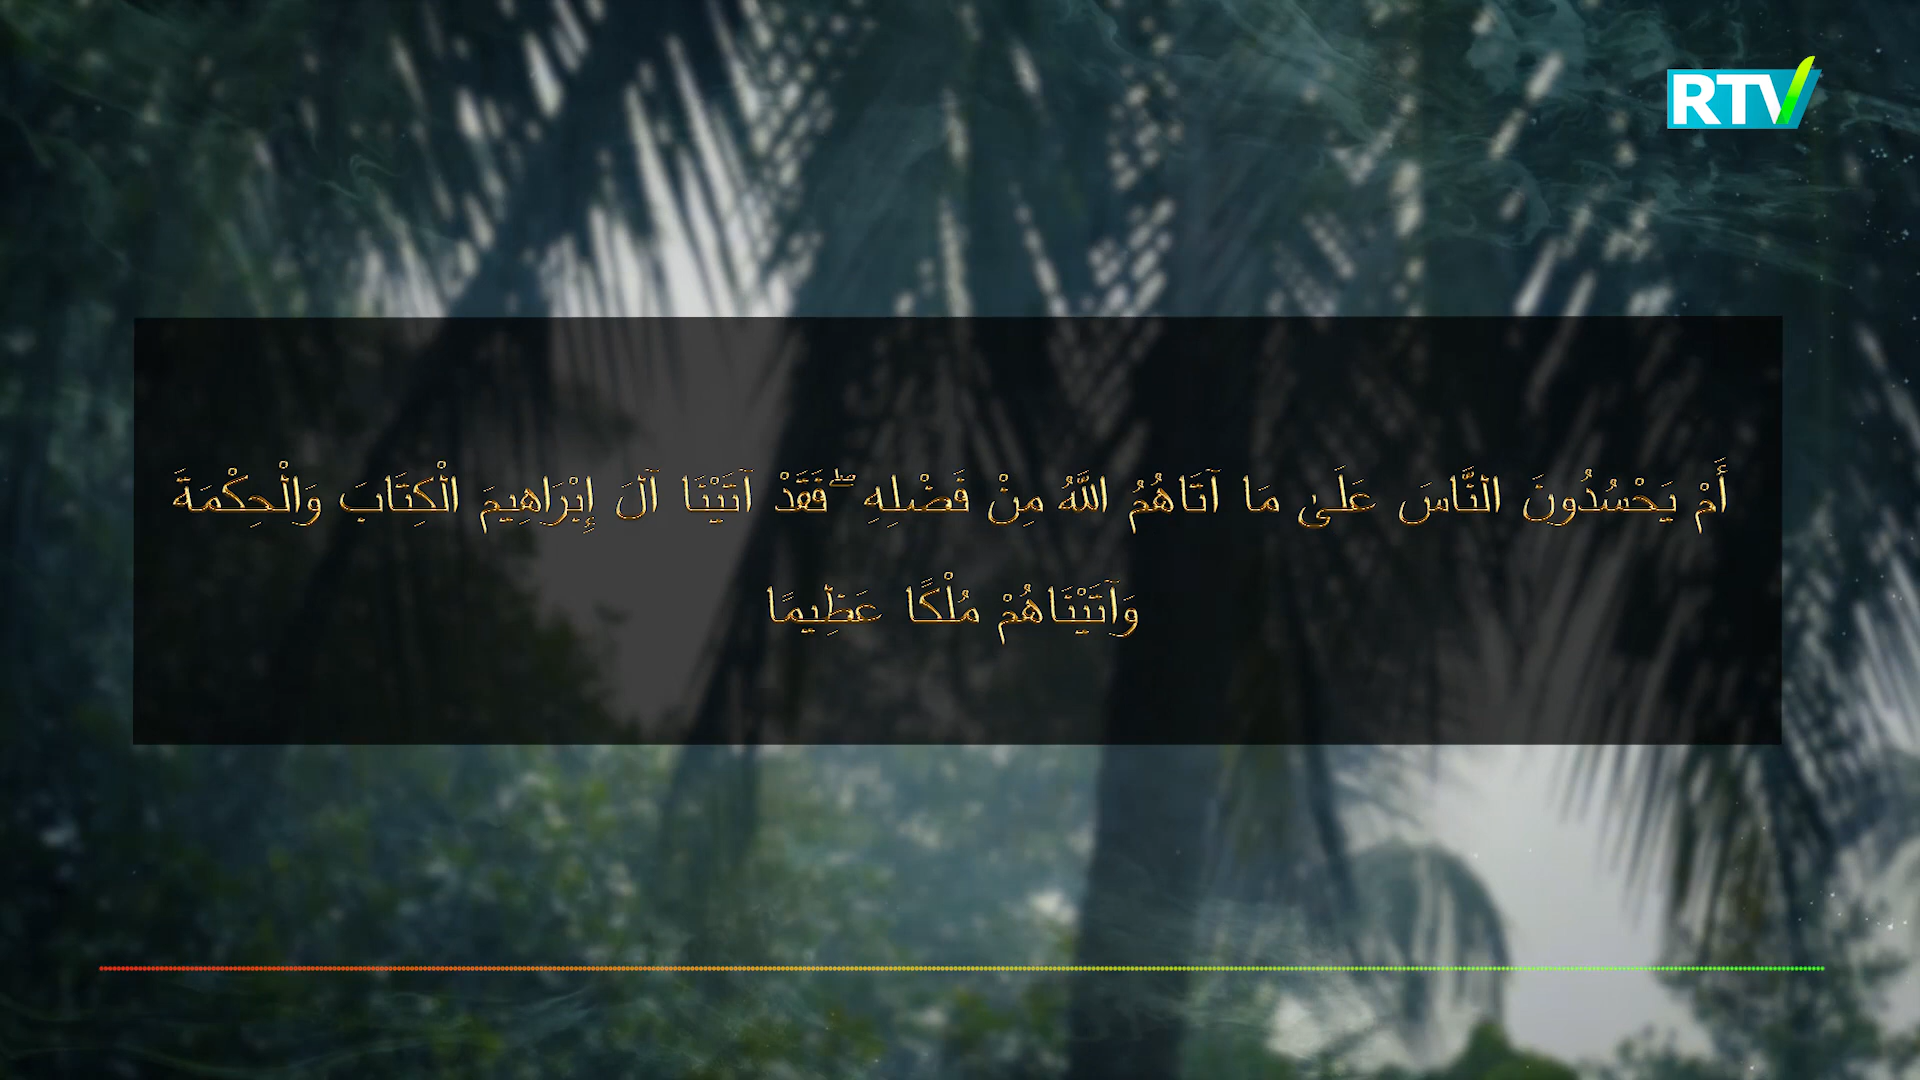 RTV
أَمْ يَحْسُدُونَ النَّاسَ عَلَىٰ مَا آتَاهُمُ اللَّهُ مِنْ فَضْلِهِ ۖ فَقَدْ آتَيْنَا آلَ إِبْرَاهِيمَ الْكِتَابَ وَالْحِكْمَةَ
وَآتَيْنَاهُمْ مُلْكًا عَظِيمًا